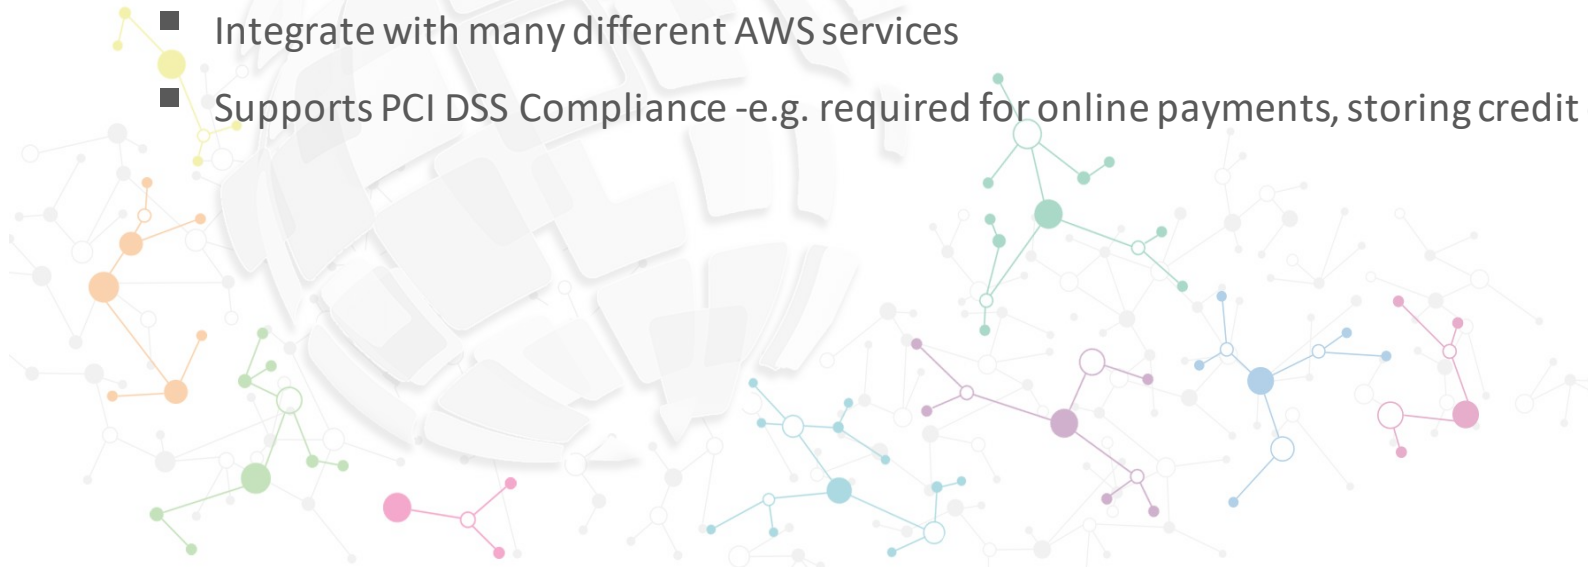 Integrate with many different AWS services
Supports PCI DSS Compliance -e.g. required for online payments, storing credit